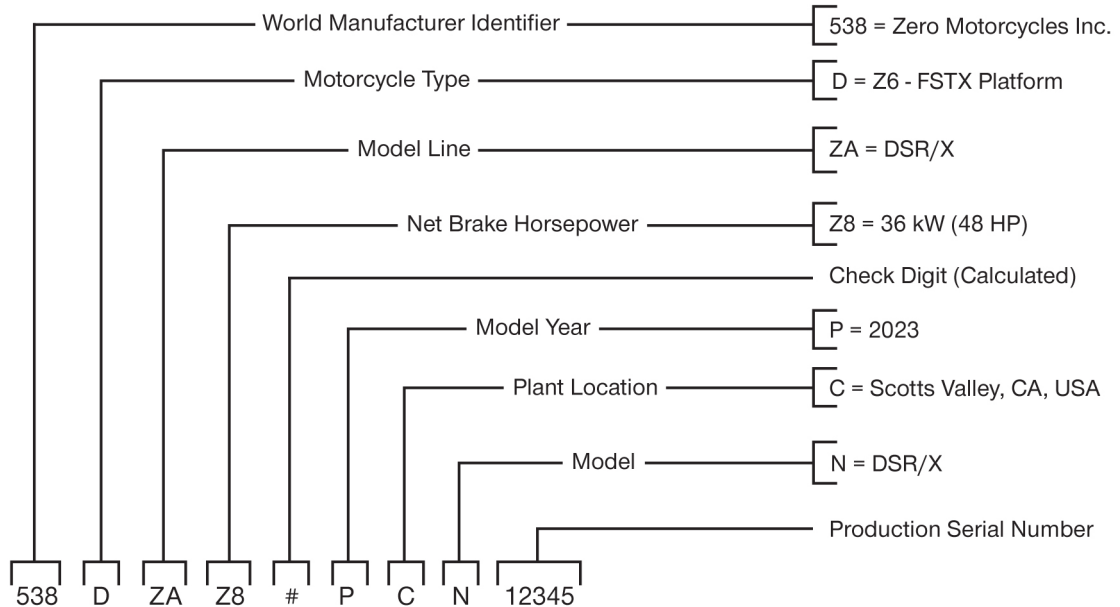 World Manufacturer Identifier 538 = Zero Motorcycles Inc.
Motorcycle Type D = Z6 - FSTX Platform
Model Line ZA = DSR/X
Net Brake Horsepower Z8 = 36 kW (48 HP)
Check Digit (Calculated)
Model Year P = 2023
Plant Location C = Scotts Valley, CA, USA
Model N = DSR/X
Production Serial Number
538 D ZA Z8 # P C N 12345